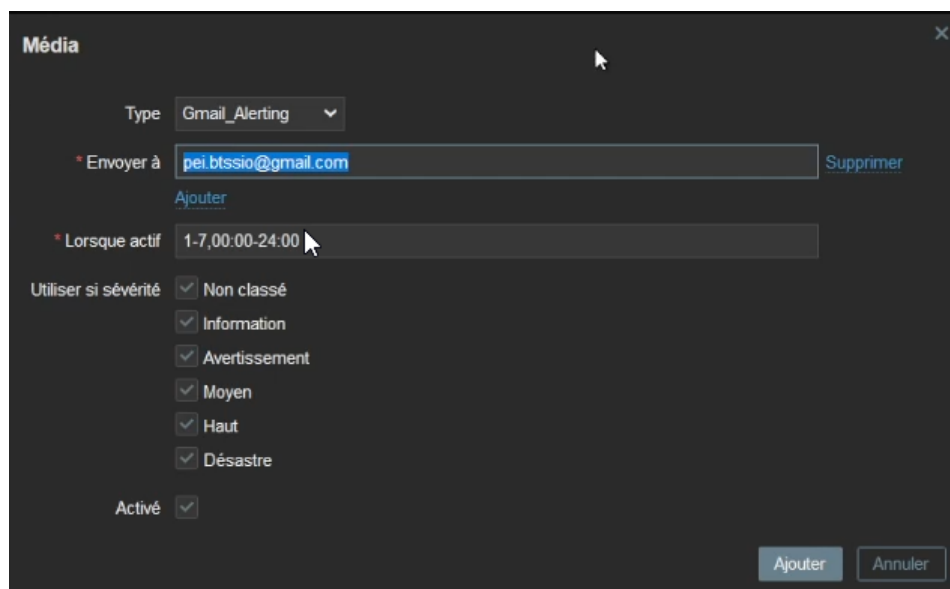 Média
Type Gmail_Alerting
* Envoyer à pei.btssio@gmail.com Supprimer
Ajouter
* Lorsque actif 1-7,00:00-24:00
Utiliser si sévérité Non classé
Information
Avertissement
Moyen
Haut
Désastre
Activé
Ajouter Annuler